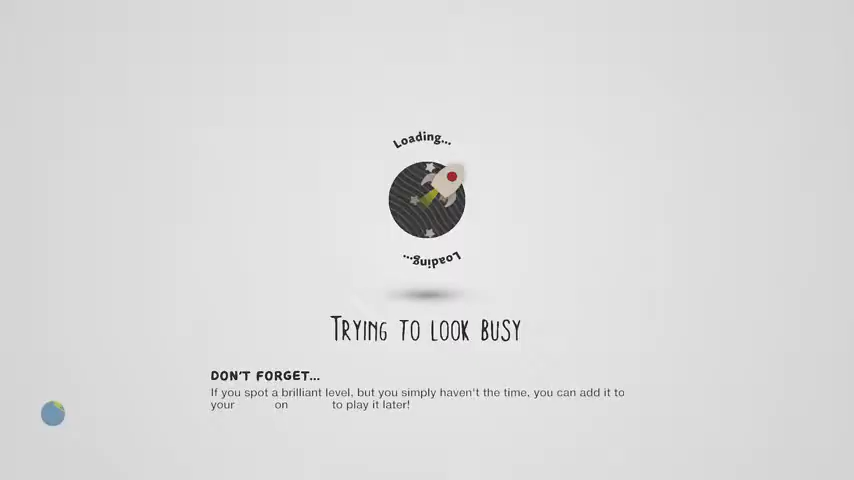 Loading...
Loading...
TRYING TO LOOK BUSY
DON'T FORGET...
If you spot a brilliant level, but you simply haven't the time, you can add it to
your on to play it later!